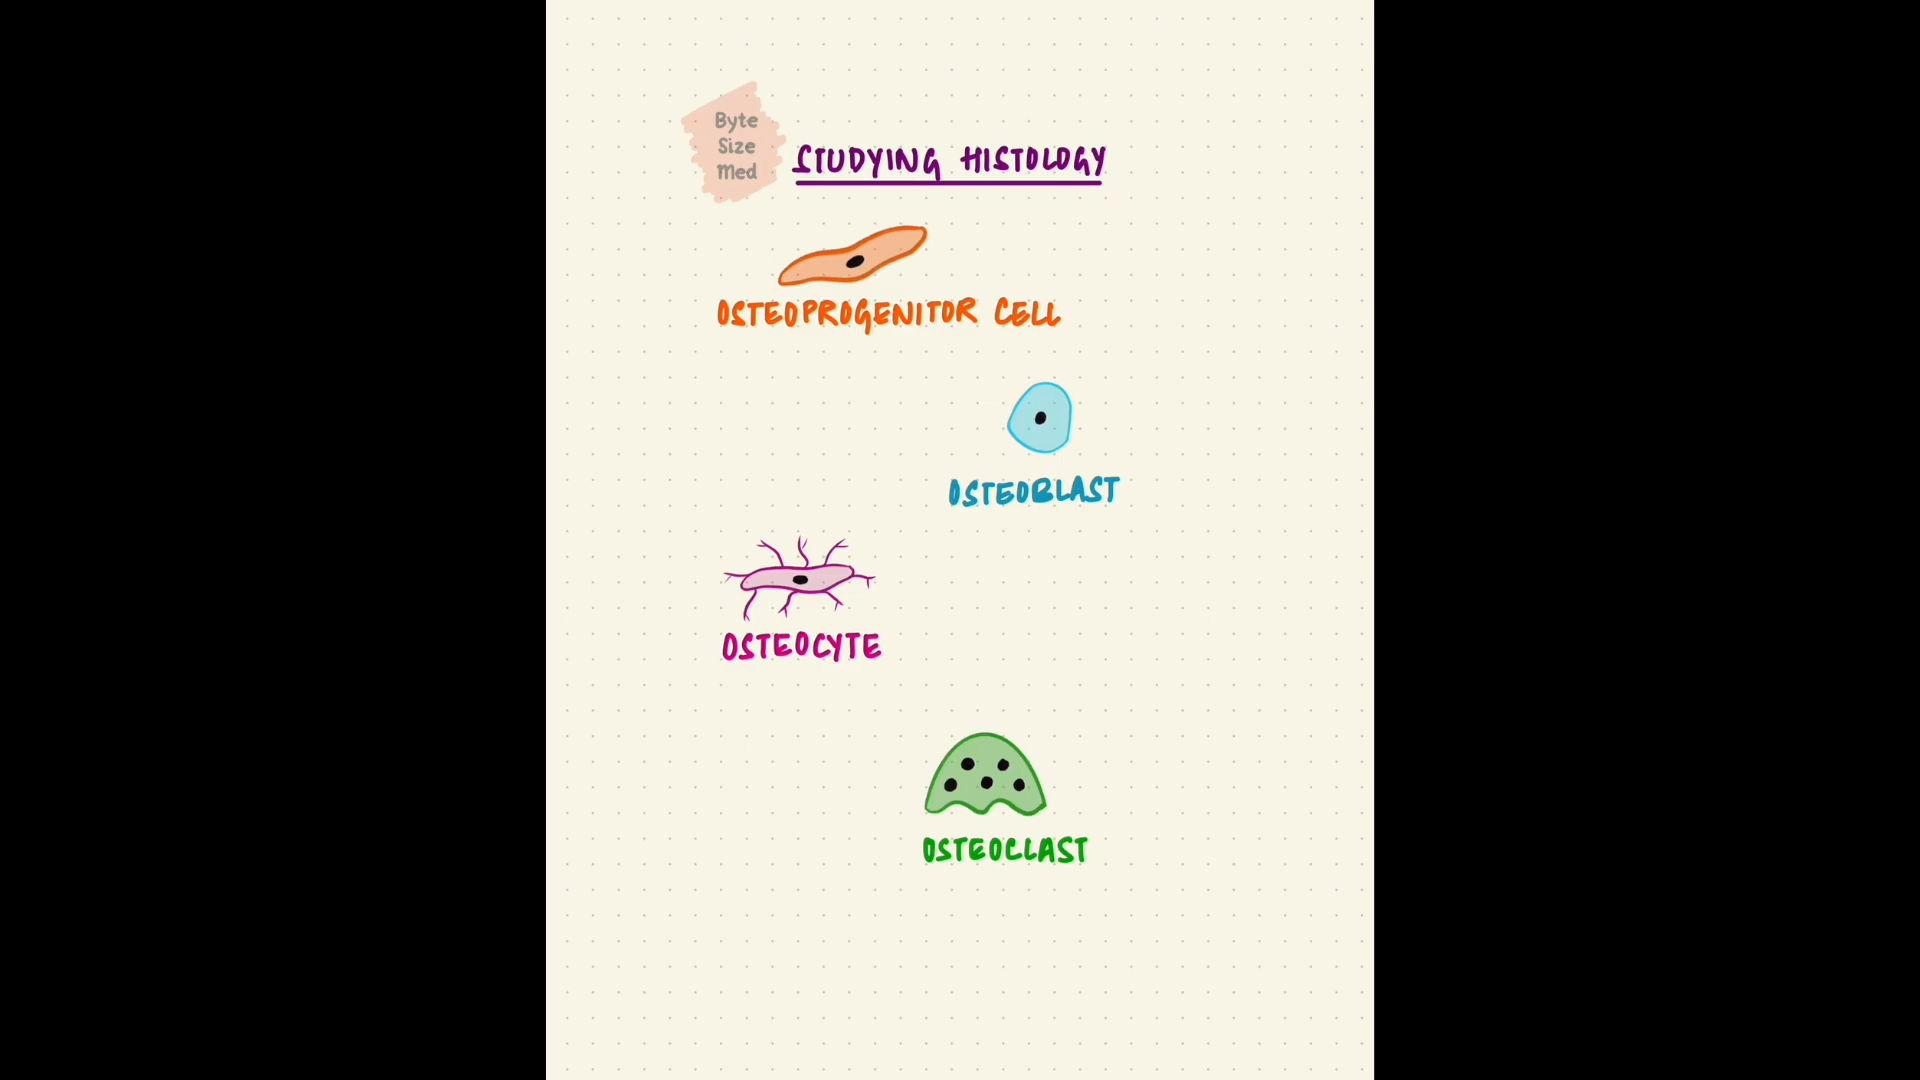 Byte
Size
Med
STUDYING HISTOLOGY
OSTEOPROGENITOR CELL
OSTEOBLAST
OSTEOCYTE
OSTEOCLAST